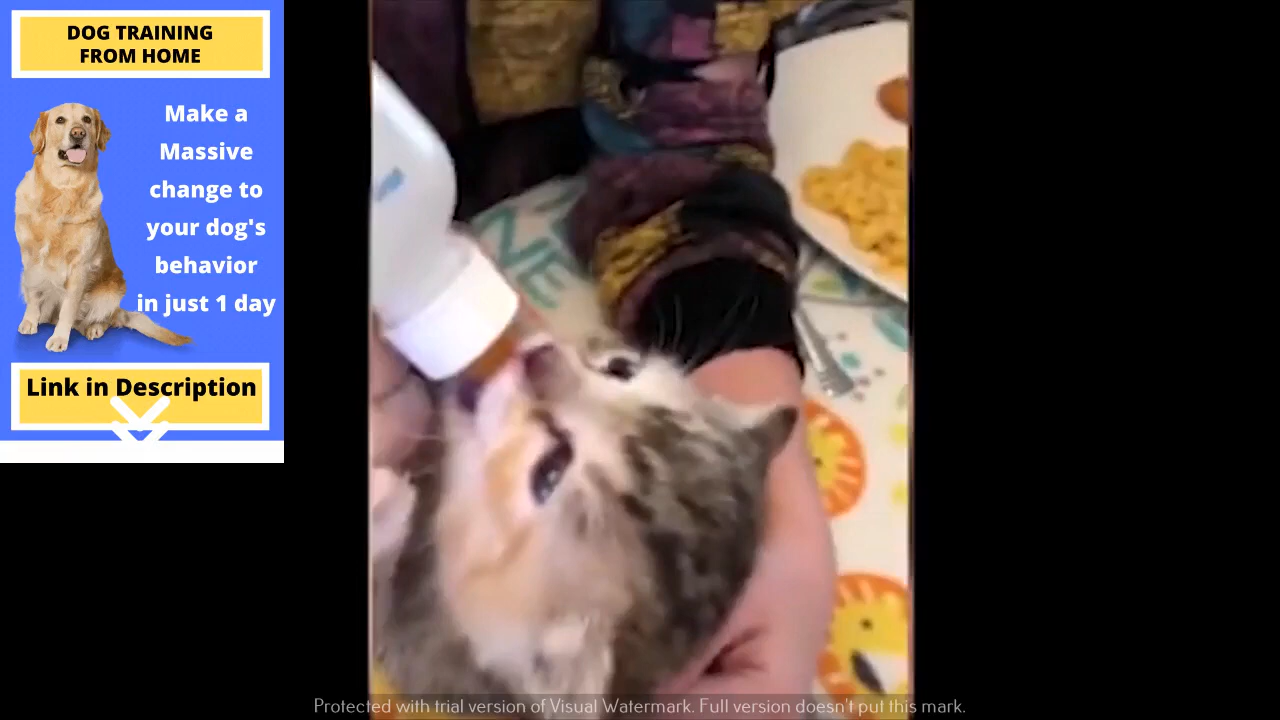 DOG TRAINING
FROM HOME
Make a
Massive
change to
your dog's
behavior
in just 1 day
Link in Description
NE
Protected with trial version of Visual Watermark. Full version doesn't put this mark.